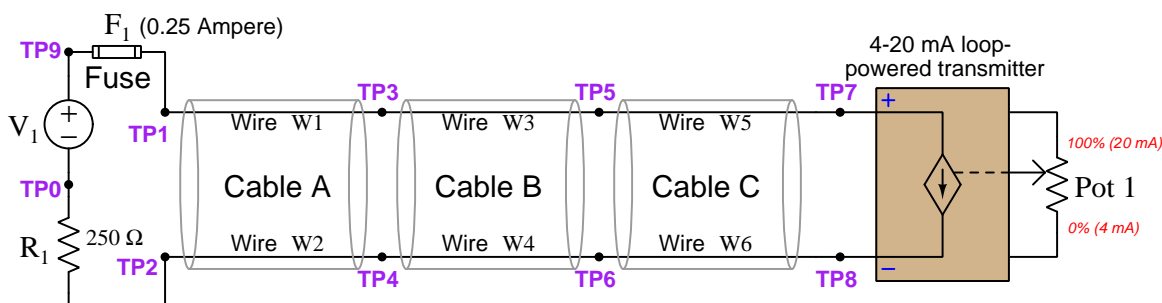 F1 (0.25 Ampere)
TP9
Fuse
4-20 mA loop-
powered transmitter
TP3
TP5
TP7
+
V1
+
−
TP1
Wire W1
Wire W3
Wire W5
100% (20 mA)
TP0
Cable A
Cable B
Cable C
Pot 1
R1
250 Ω
0% (4 mA)
TP2
Wire W2
Wire W4
Wire W6
−
TP4
TP6
TP8